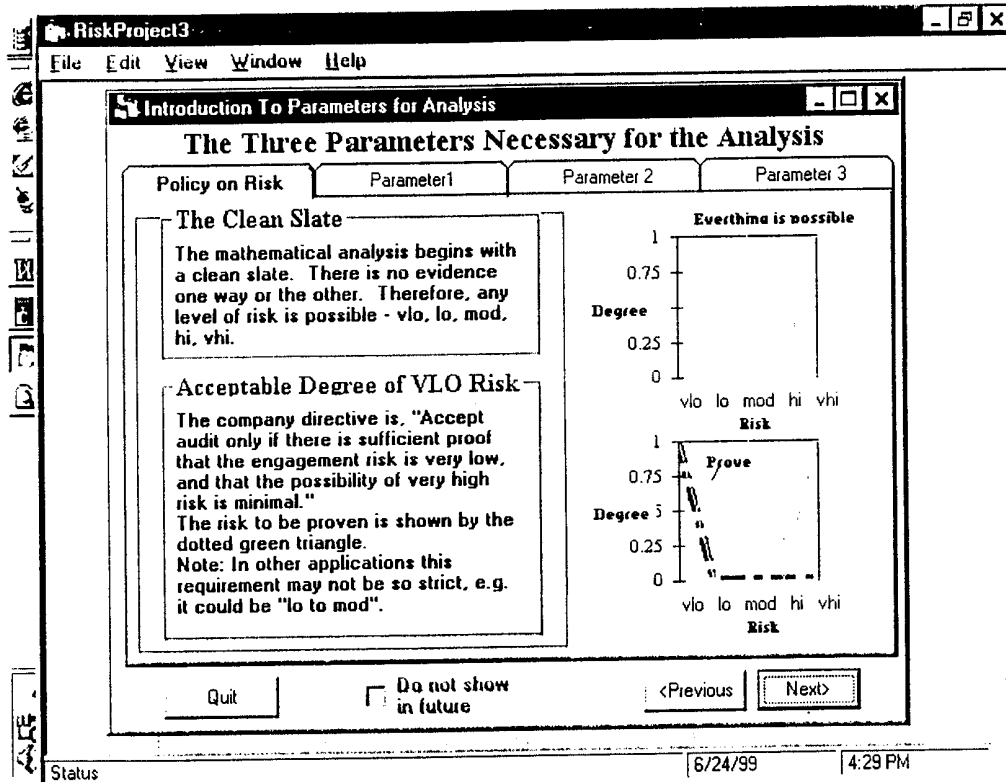 RiskProject3
File Edit View Window Help
Introduction To Parameters for Analysis
The Three Parameters Necessary for the Analysis
Policy on Risk Parameter1 Parameter 2 Parameter 3
The Clean Slate
The mathematical analysis begins with
a clean slate. There is no evidence
one way or the other. Therefore, any
level of risk is possible - vlo, lo, mod,
hi, vhi.
Acceptable Degree of VLO Risk
The company directive is, "Accept
audit only if there is sufficient proof
that the engagement risk is very low,
and that the possibility of very high
risk is minimal."
The risk to be proven is shown by the
dotted green triangle.
Note: In other applications this
requirement may not be so strict, e.g.
it could be "lo to mod".
Everthing is possible
1
0.75
Degree
0.25
0
vlo lo mod hi vhi
Risk
1
Prove
0.75
Degree 5
0.25
0
vlo lo mod hi vhi
Risk
Quit
Do not show
in future
<Previous
Next>
Status
6/24/99
4:29 PM